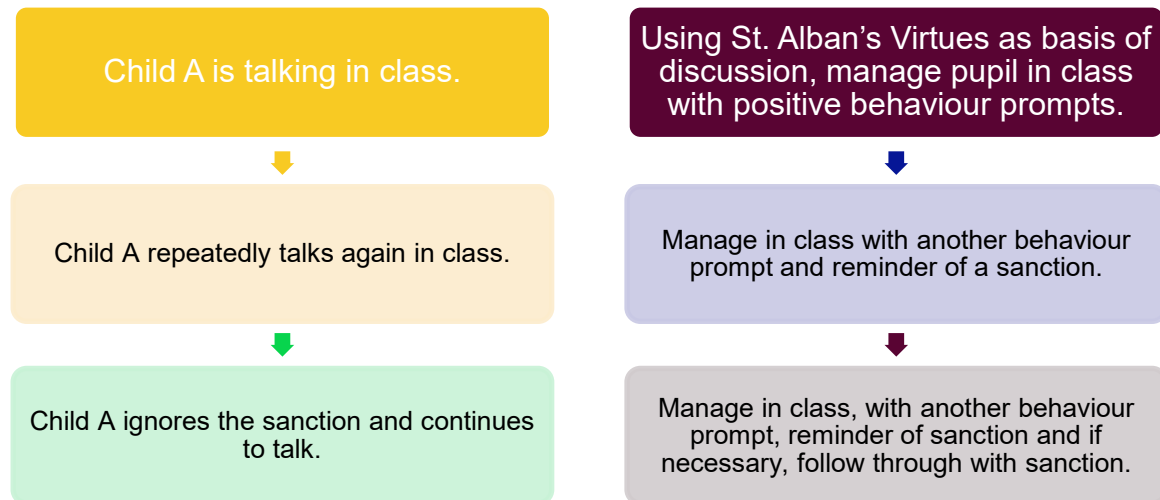 Child A is talking in class.
Child A repeatedly talks again in class.
Child A ignores the sanction and continues
to talk.
Using St. Alban’s Virtues as basis of
discussion, manage pupil in class
with positive behaviour prompts.
Manage in class with another behaviour
prompt and reminder of a sanction.
Manage in class, with another behaviour
prompt, reminder of sanction and if
necessary, follow through with sanction.